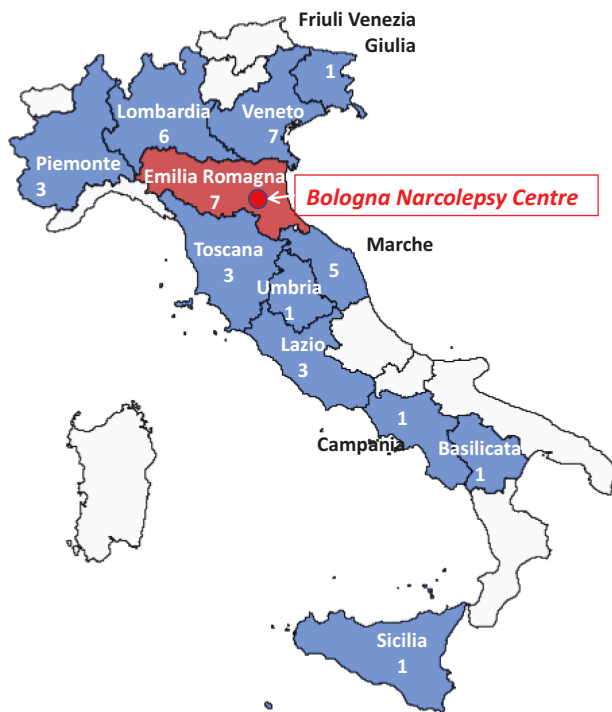 Friuli Venezia
Giulia
1
Lombardia
6
Veneto
7
Piemonte
3
Emilia Romagna
7
Bologna Narcolepsy Centre
Toscana
3
Marche
5
Umbria
1
Lazio
3
1
Campania
Basilicata
1
Sicilia
1